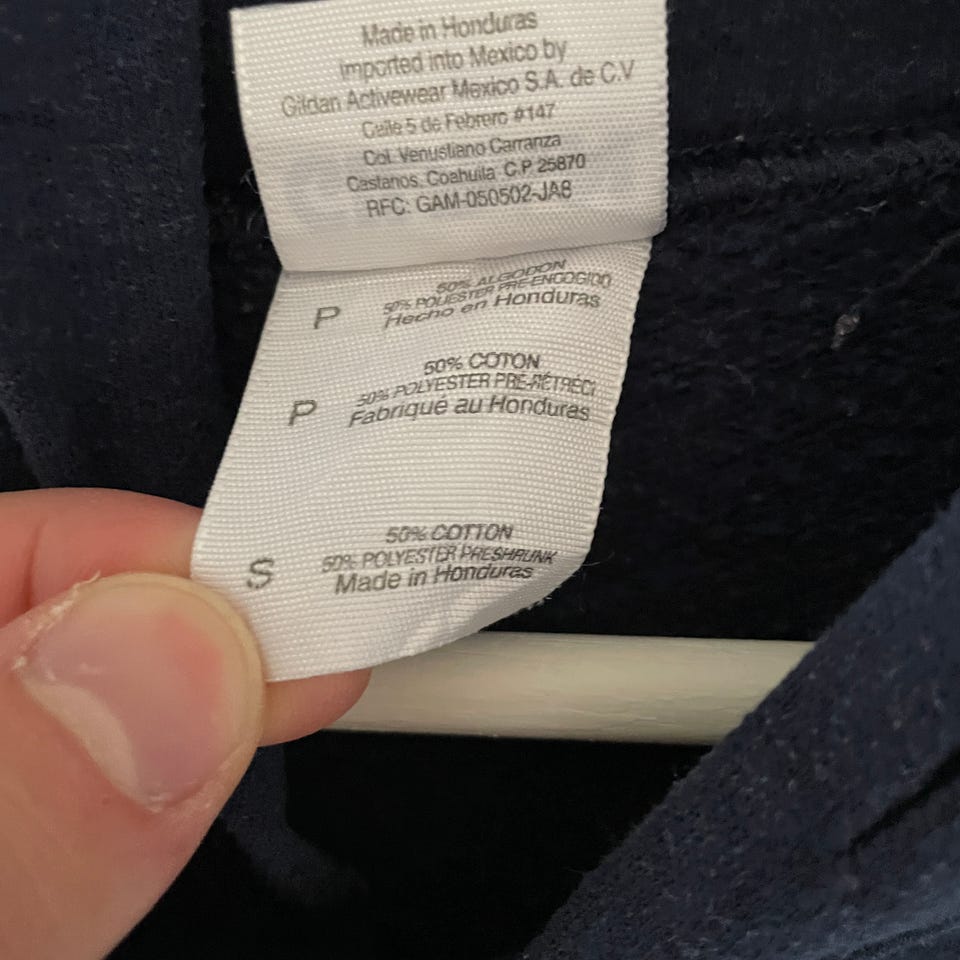 Made in Honduras
Imported into Mexico by
Gildan Activewear Mexico S.A. de C.V
Calle 5 de Febrero #147
Col. Venustiano Carranza
Castanos, Coahuila C.P 25870
RFC: GAM-050502-JA8
50% ALGODON
P 50% POLIESTER PRE-ENCOGIDO
Hecho en Honduras
50% COTON
P 50% POLYESTER PRÉ-RÉTRÉCI
Fabriqué au Honduras
50% COTTON
S 50% POLYESTER PRESHRUNK
Made in Honduras